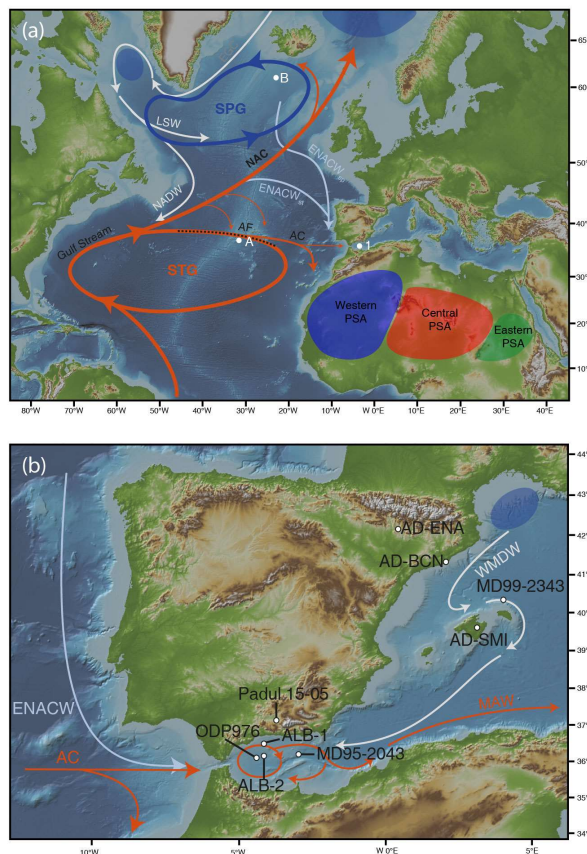 (a)
65°
50°
40°
30°
20°
10°
SPG
B
LSW
NADW
NAC
ENACWsp
ENACWst
Gulf Stream
AF
A
AC
1
STG
Western
PSA
Central
PSA
Eastern
PSA
80°W 70°W 60°W 50°W 40°W 30°W 20°W 10°W W 0°E 10°E 20°E 30°E 40°E
(b)
44°
43°
42°
41°
40°
39°
38°
37°
36°
35°
34°
AD-ENA
AD-BCN
WMDW
MD99-2343
AD-SMI
Padul 15-05
ENACW
MAW
ODP976
ALB-1
MD95-2043
AC
ALB-2
10°W 5°W W 0°E 5°E